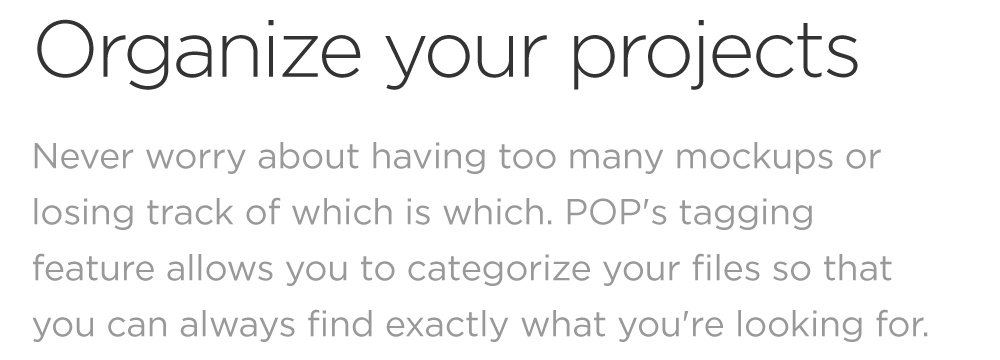 Organize your projects
Never worry about having too many mockups or
losing track of which is which. POP's tagging
feature allows you to categorize your files so that
you can always find exactly what you're looking for.